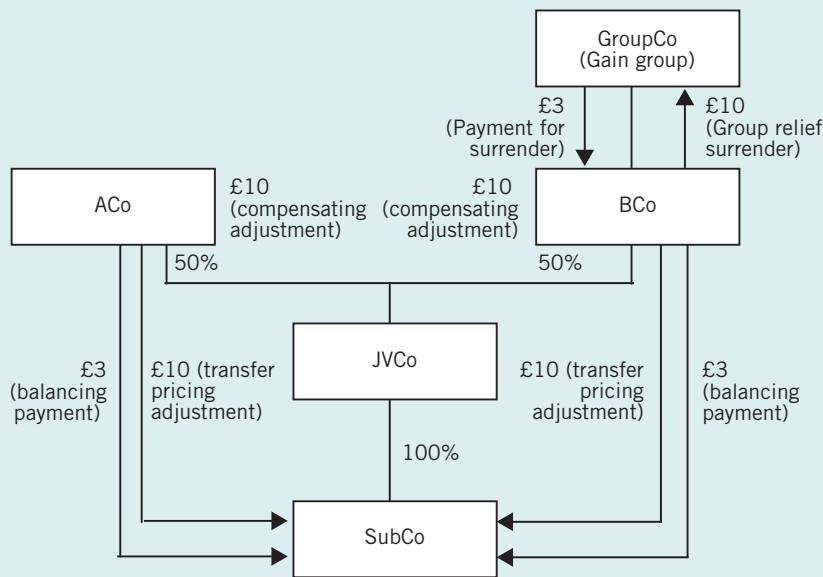 GroupCo
(Gain group)
£3
(Payment for
surrender)
£10
(Group relief
surrender)
ACo
£10
(compensating
adjustment)
£10
(compensating
adjustment)
BCo
50%
50%
JVCo
£3
(balancing
payment)
£10 (transfer
pricing
adjustment)
£10 (transfer
pricing
adjustment)
£3
(balancing
payment)
100%
SubCo